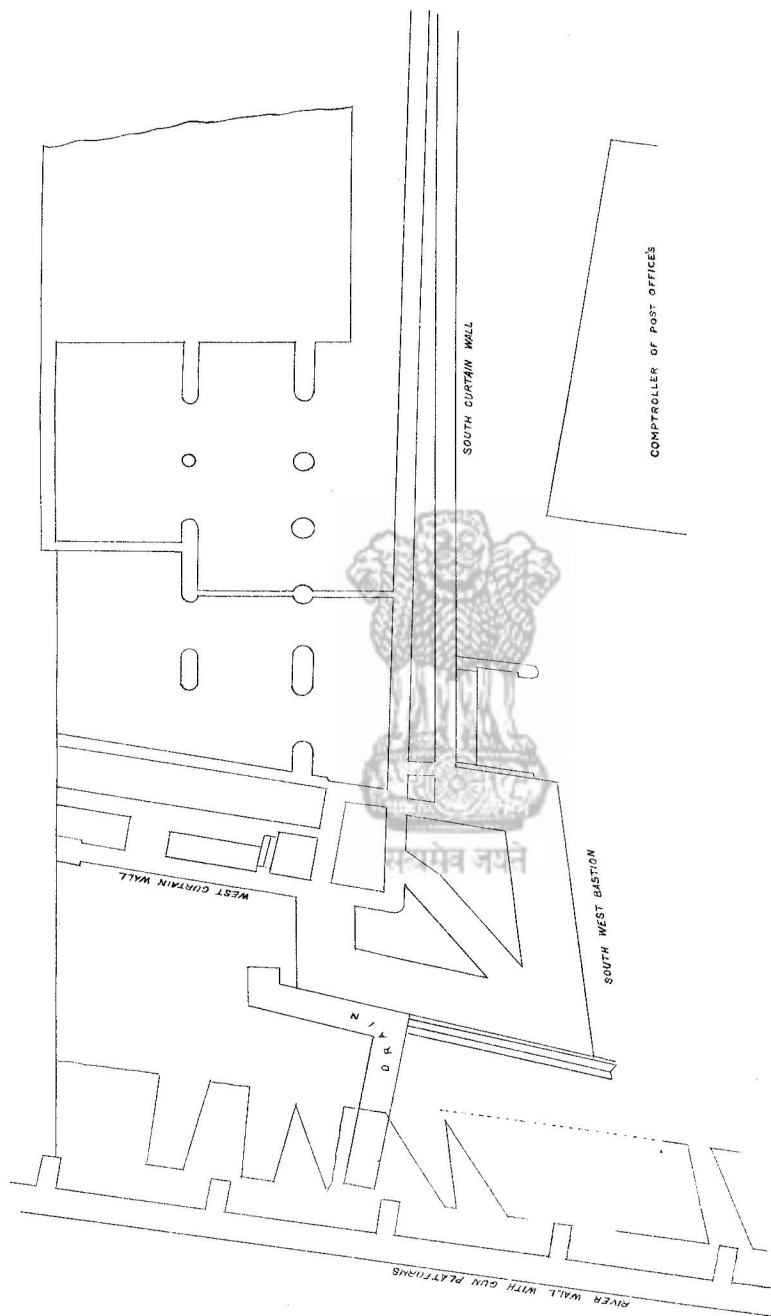 SOUTH CURTAIN WALL
COMPTROLLER OF POST OFFICE'S
WEST CURTAIN WALL
SOUTH WEST BASTION
DRAIN
RIVER WALL WITH GUN PLATFORMS
सत्यमेव जयते